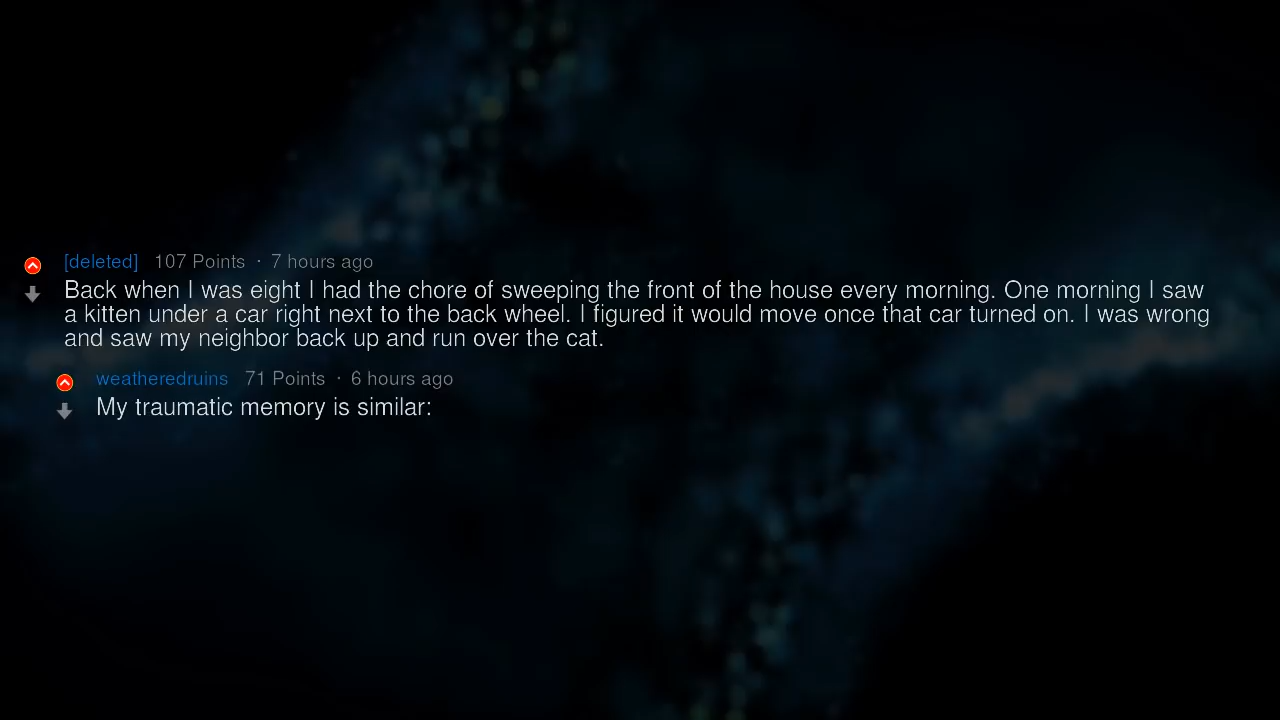 [deleted] 107 Points · 7 hours ago
Back when I was eight I had the chore of sweeping the front of the house every morning. One morning I saw
a kitten under a car right next to the back wheel. I figured it would move once that car turned on. I was wrong
and saw my neighbor back up and run over the cat.
weatheredruins 71 Points · 6 hours ago
My traumatic memory is similar: